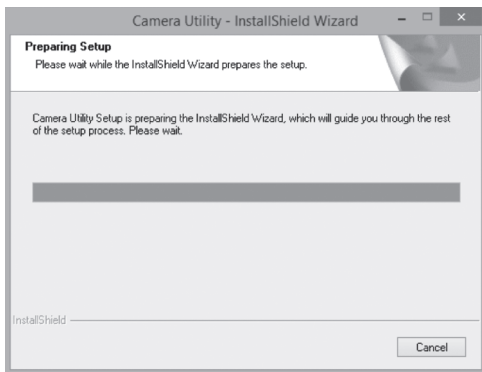 Camera Utility - InstallShield Wizard
Preparing Setup
Please wait while the InstallShield Wizard prepares the setup.
Camera Utility Setup is preparing the InstallShield Wizard, which will guide you through the rest
of the setup process. Please wait.
InstallShield
Cancel